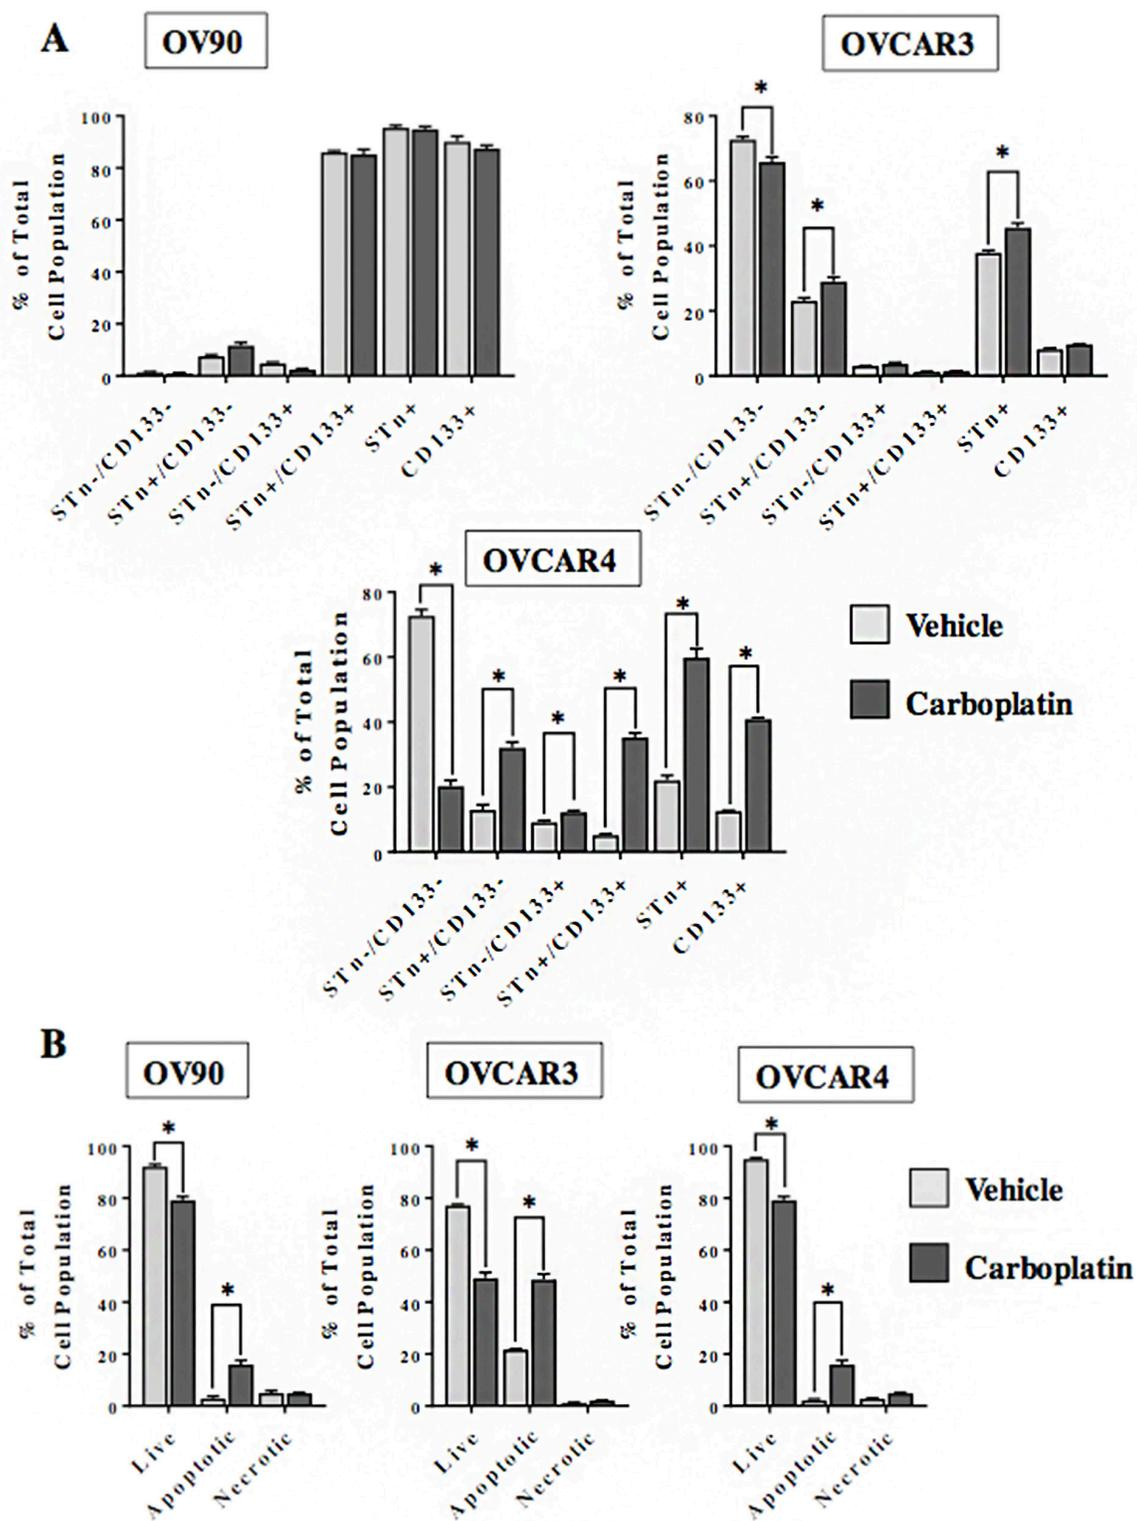 A
OV90
% of Total
Cell Population
100
80
60
40
20
0
STn-/CD133-
STn+/CD133-
STn-/CD133+
STn+/CD133+
STn+
CD133+
OVCAR3
% of Total
Cell Population
80
60
40
20
0
*
*
*
STn-/CD133-
STn+/CD133-
STn-/CD133+
STn+/CD133+
STn+
CD133+
OVCAR4
% of Total
Cell Population
80
60
40
20
0
*
*
*
*
*
*
STn-/CD133-
STn+/CD133-
STn-/CD133+
STn+/CD133+
STn+
CD133+
Vehicle
Carboplatin
B
OV90
% of Total
Cell Population
100
80
60
40
20
0
*
*
Live
Apoptotic
Necrotic
OVCAR3
% of Total
Cell Population
100
80
60
40
20
0
*
*
Live
Apoptotic
Necrotic
OVCAR4
% of Total
Cell Population
100
80
60
40
20
0
*
*
Live
Apoptotic
Necrotic
Vehicle
Carboplatin